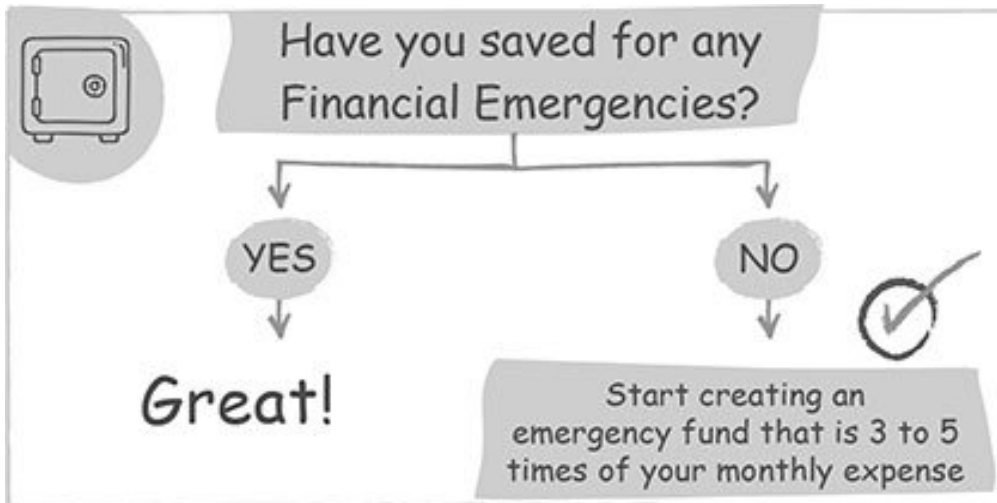 Have you saved for any
Financial Emergencies?
YES
NO
Great!
Start creating an
emergency fund that is 3 to 5
times of your monthly expense